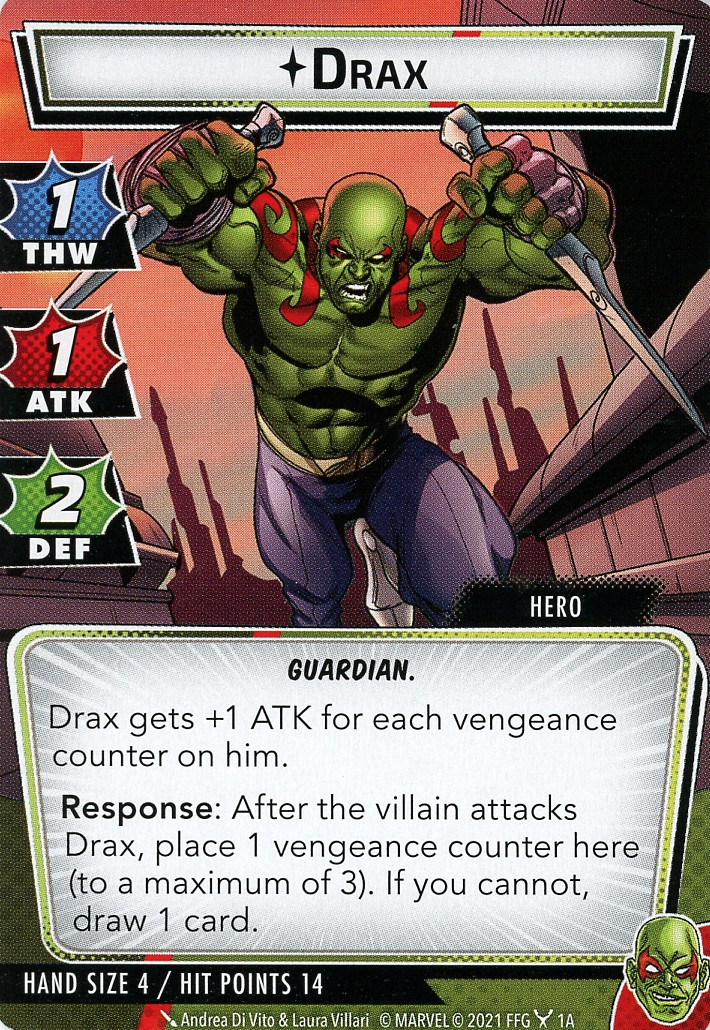 DRAX
1
THW
1
ATK
2
DEF
HERO
GUARDIAN.
Drax gets +1 ATK for each vengeance
counter on him.
Response: After the villain attacks
Drax, place 1 vengeance counter here
(to a maximum of 3). If you cannot,
draw 1 card.
HAND SIZE 4 / HIT POINTS 14
Andrea Di Vito & Laura Villari © MARVEL © 2021 FFG 1A